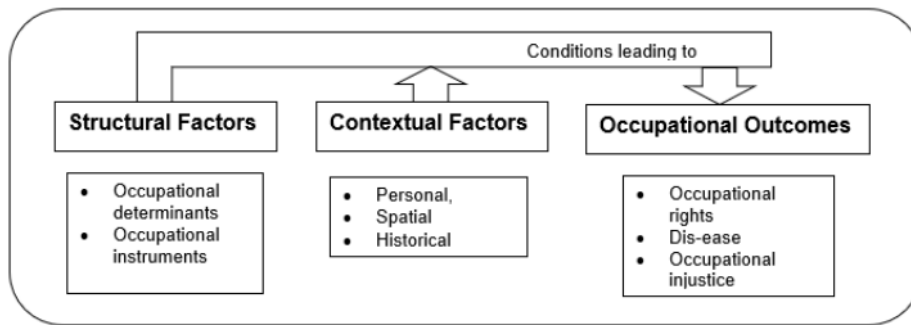 Conditions leading to
Structural Factors
Contextual Factors
Occupational Outcomes
• Occupational
determinants
• Occupational
instruments
• Personal,
• Spatial
• Historical
• Occupational
rights
• Dis-ease
• Occupational
injustice